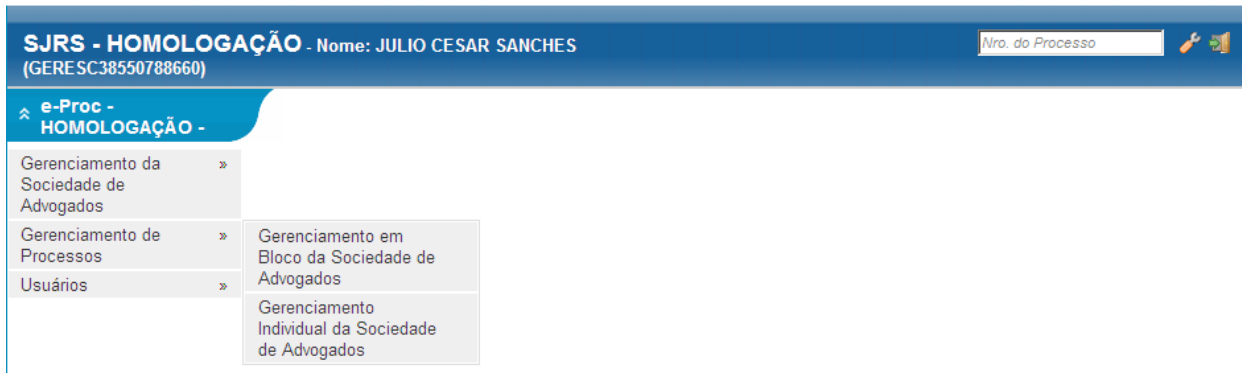 SJRS - HOMOLOGAÇÃO - Nome: JULIO CESAR SANCHES
(GERESC38550788660)
Nro. do Processo
e-Proc -
HOMOLOGAÇÃO -
Gerenciamento da »
Sociedade de
Advogados
Gerenciamento de »
Processos
Usuários »
Gerenciamento em
Bloco da Sociedade de
Advogados
Gerenciamento
Individual da Sociedade
de Advogados